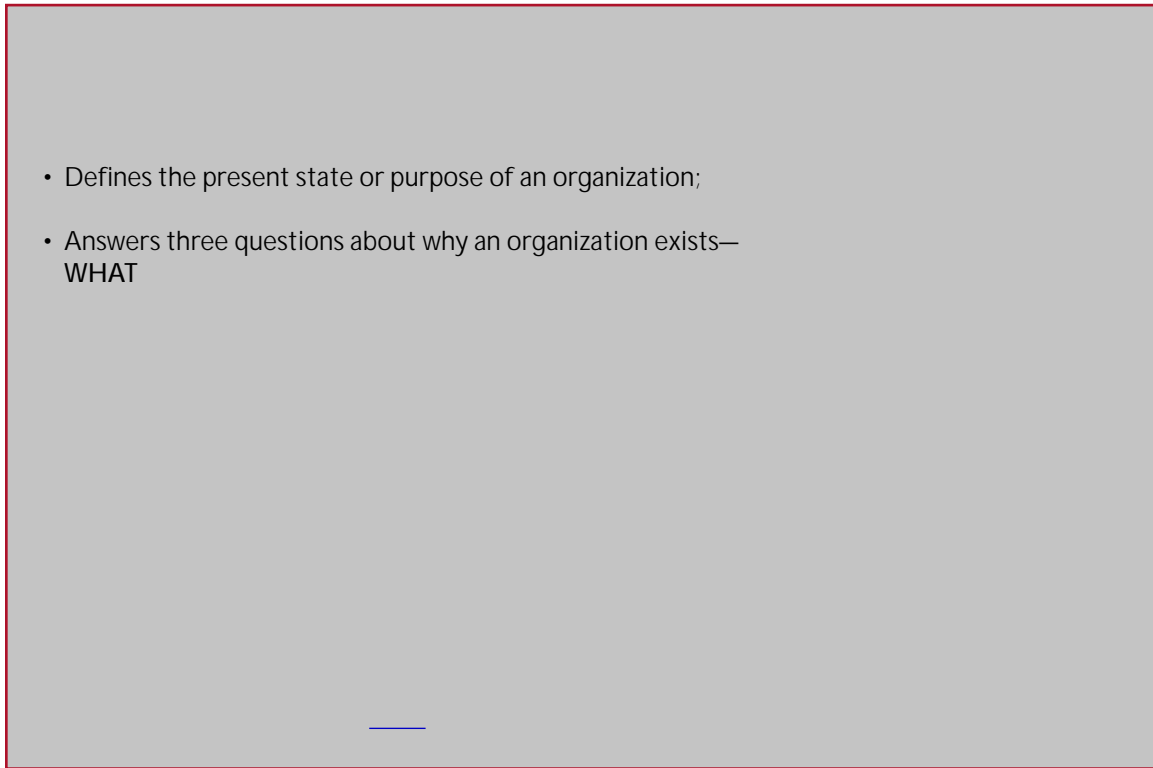 • Defines the present state or purpose of an organization;
• Answers three questions about why an organization exists—
WHAT